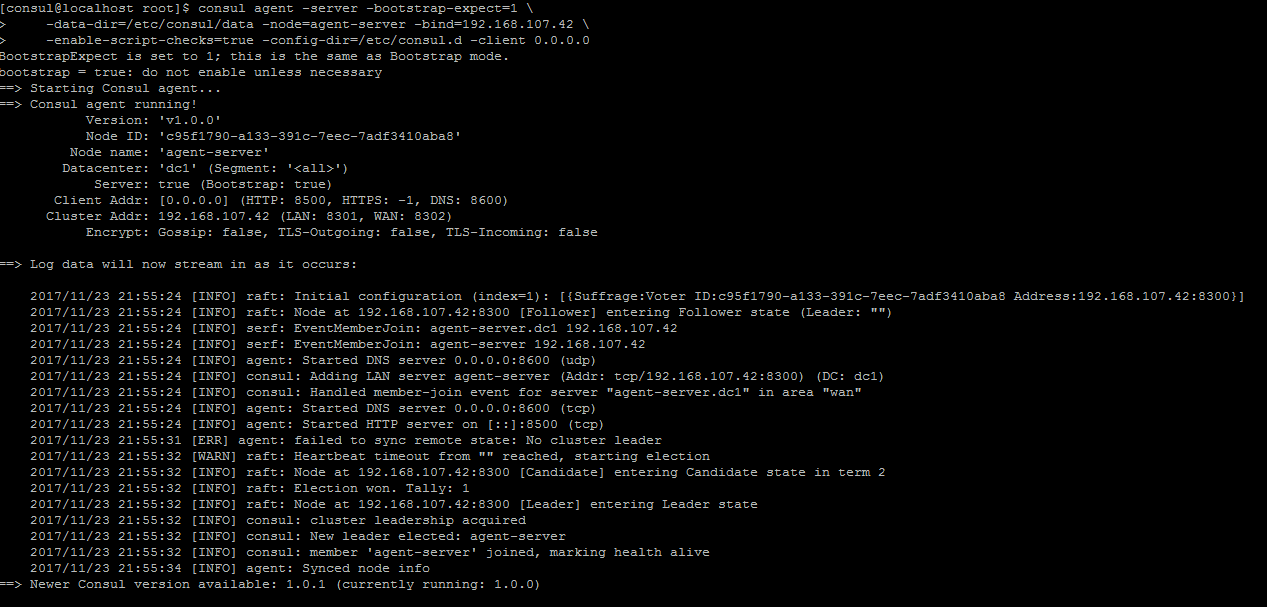 [consul@localhost root]$ consul agent -server -bootstrap-expect=1 \
>     -data-dir=/etc/consul/data -node=agent-server -bind=192.168.107.42 \
>     -enable-script-checks=true -config-dir=/etc/consul.d -client 0.0.0.0
BootstrapExpect is set to 1; this is the same as Bootstrap mode.
bootstrap = true: do not enable unless necessary
==> Starting Consul agent...
==> Consul agent running!
           Version: 'v1.0.0'
           Node ID: 'c95f1790-a133-391c-7eec-7adf3410aba8'
         Node name: 'agent-server'
        Datacenter: 'dc1' (Segment: '<all>')
            Server: true (Bootstrap: true)
       Client Addr: [0.0.0.0] (HTTP: 8500, HTTPS: -1, DNS: 8600)
      Cluster Addr: 192.168.107.42 (LAN: 8301, WAN: 8302)
           Encrypt: Gossip: false, TLS-Outgoing: false, TLS-Incoming: false
==> Log data will now stream in as it occurs:
    2017/11/23 21:55:24 [INFO] raft: Initial configuration (index=1): [{Suffrage:Voter ID:c95f1790-a133-391c-7eec-7adf3410aba8 Address:192.168.107.42:8300}]
    2017/11/23 21:55:24 [INFO] raft: Node at 192.168.107.42:8300 [Follower] entering Follower state (Leader: "")
    2017/11/23 21:55:24 [INFO] serf: EventMemberJoin: agent-server.dc1 192.168.107.42
    2017/11/23 21:55:24 [INFO] serf: EventMemberJoin: agent-server 192.168.107.42
    2017/11/23 21:55:24 [INFO] agent: Started DNS server 0.0.0.0:8600 (udp)
    2017/11/23 21:55:24 [INFO] consul: Adding LAN server agent-server (Addr: tcp/192.168.107.42:8300) (DC: dc1)
    2017/11/23 21:55:24 [INFO] consul: Handled member-join event for server "agent-server.dc1" in area "wan"
    2017/11/23 21:55:24 [INFO] agent: Started DNS server 0.0.0.0:8600 (tcp)
    2017/11/23 21:55:24 [INFO] agent: Started HTTP server on [::]:8500 (tcp)
    2017/11/23 21:55:31 [ERR] agent: failed to sync remote state: No cluster leader
    2017/11/23 21:55:32 [WARN] raft: Heartbeat timeout from "" reached, starting election
    2017/11/23 21:55:32 [INFO] raft: Node at 192.168.107.42:8300 [Candidate] entering Candidate state in term 2
    2017/11/23 21:55:32 [INFO] raft: Election won. Tally: 1
    2017/11/23 21:55:32 [INFO] raft: Node at 192.168.107.42:8300 [Leader] entering Leader state
    2017/11/23 21:55:32 [INFO] consul: cluster leadership acquired
    2017/11/23 21:55:32 [INFO] consul: New leader elected: agent-server
    2017/11/23 21:55:32 [INFO] consul: member 'agent-server' joined, marking health alive
    2017/11/23 21:55:34 [INFO] agent: Synced node info
==> Newer Consul version available: 1.0.1 (currently running: 1.0.0)